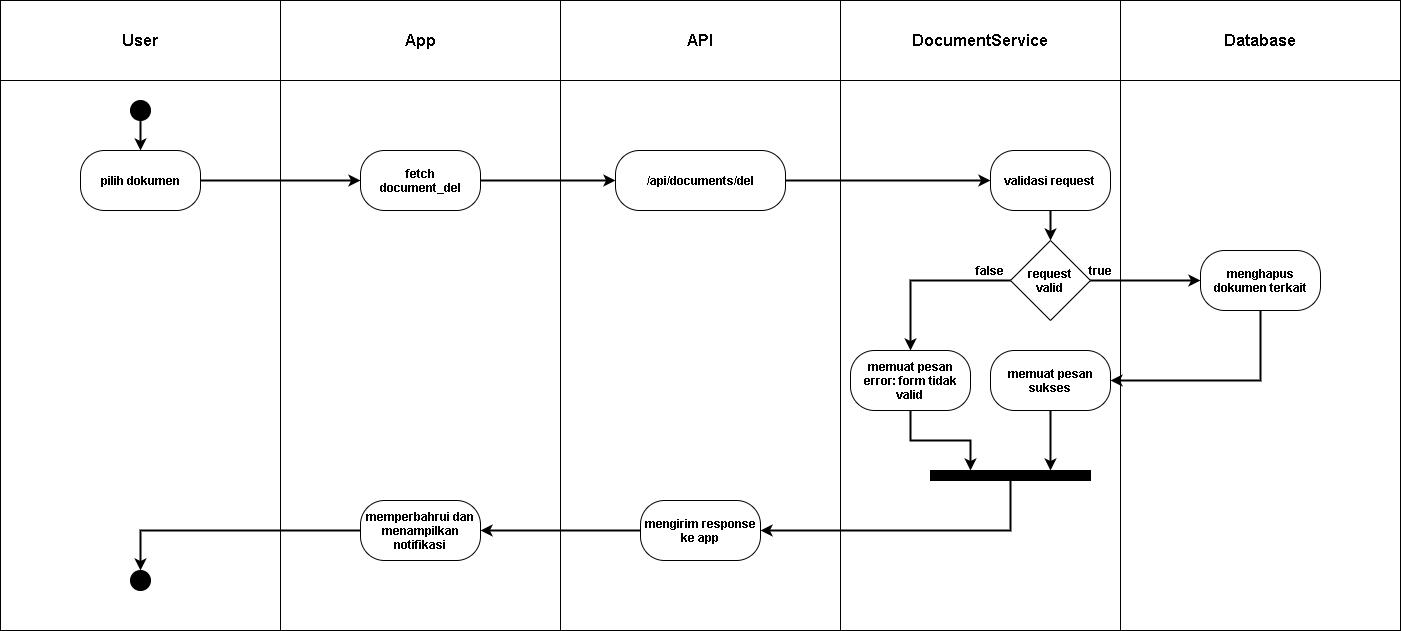 User
App
API
DocumentService
Database
pilih dokumen
fetch
document_del
/api/documents/del
validasi request
false
request
valid
true
menghapus
dokumen terkait
memuat pesan
error: form tidak
valid
memuat pesan
sukses
memperbahrui dan
menampilkan
notifikasi
mengirim response
ke app